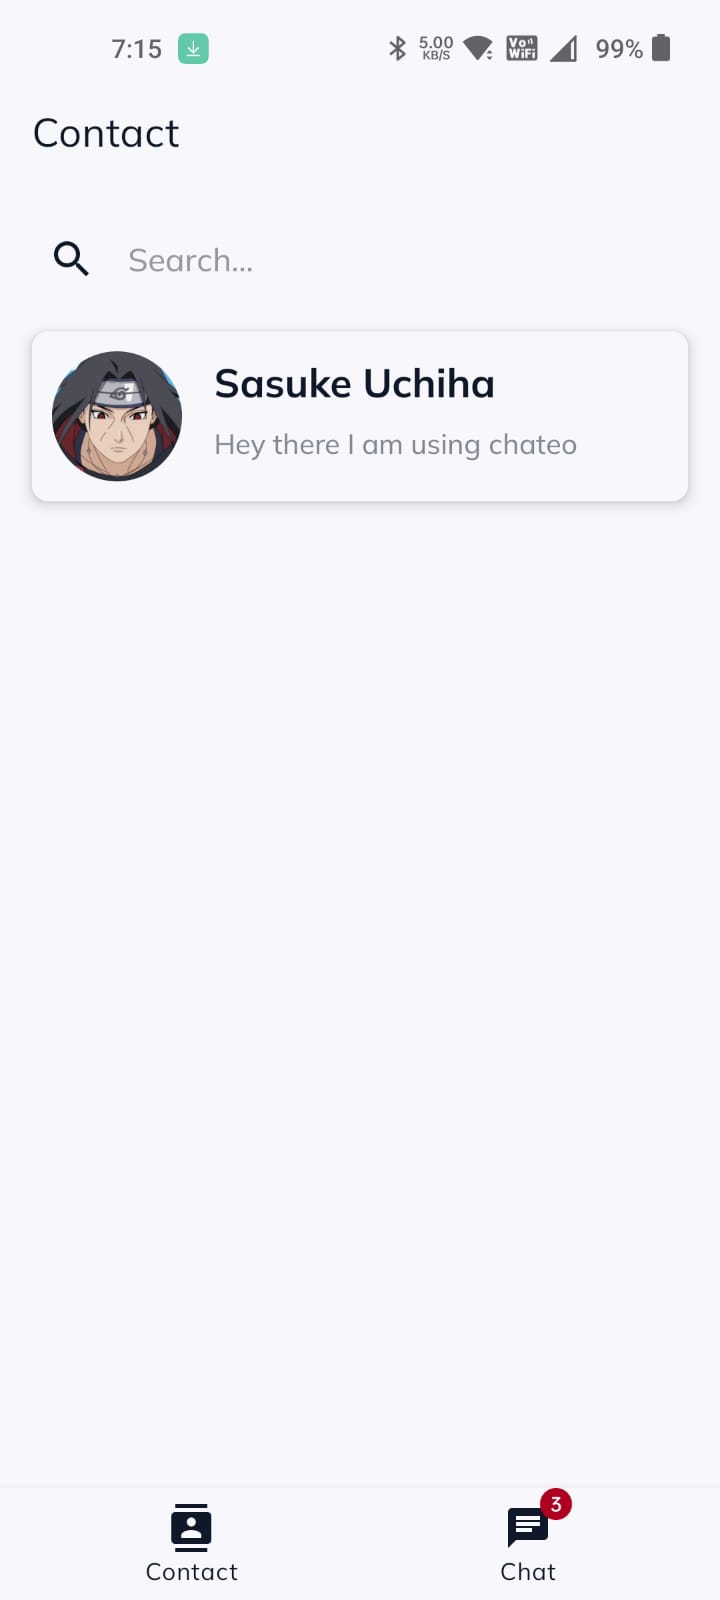 7:15 5.00 KB/S Vo WiFi 99%
Contact
Search...
Sasuke Uchiha
Hey there I am using chateo
3
Contact Chat